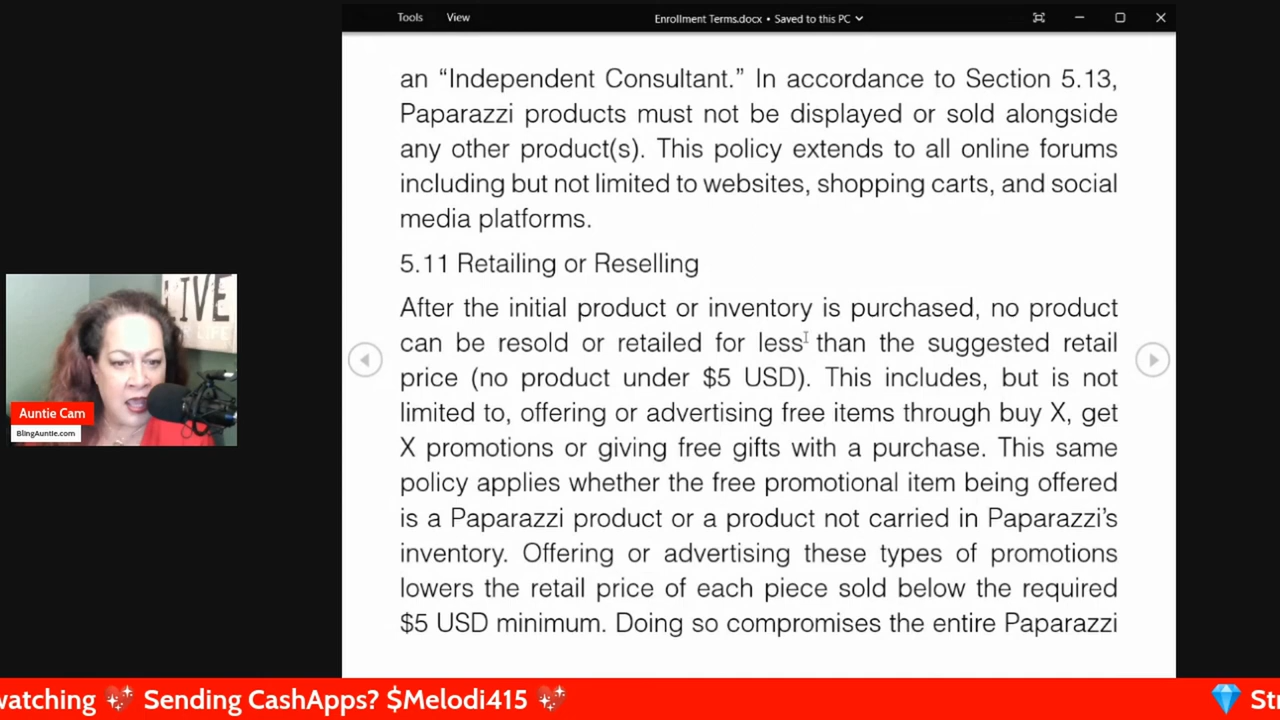 Tools View Enrollment Terms.docx • Saved to this PC
an “Independent Consultant.” In accordance to Section 5.13,
Paparazzi products must not be displayed or sold alongside
any other product(s). This policy extends to all online forums
including but not limited to websites, shopping carts, and social
media platforms.
5.11 Retailing or Reselling
After the initial product or inventory is purchased, no product
can be resold or retailed for less than the suggested retail
price (no product under $5 USD). This includes, but is not
limited to, offering or advertising free items through buy X, get
X promotions or giving free gifts with a purchase. This same
policy applies whether the free promotional item being offered
is a Paparazzi product or a product not carried in Paparazzi’s
inventory. Offering or advertising these types of promotions
lowers the retail price of each piece sold below the required
$5 USD minimum. Doing so compromises the entire Paparazzi
LIVE
Auntie Cam
BlingAuntie.com
watching 💖 Sending CashApps? $Melodi415 💖 💎 Str